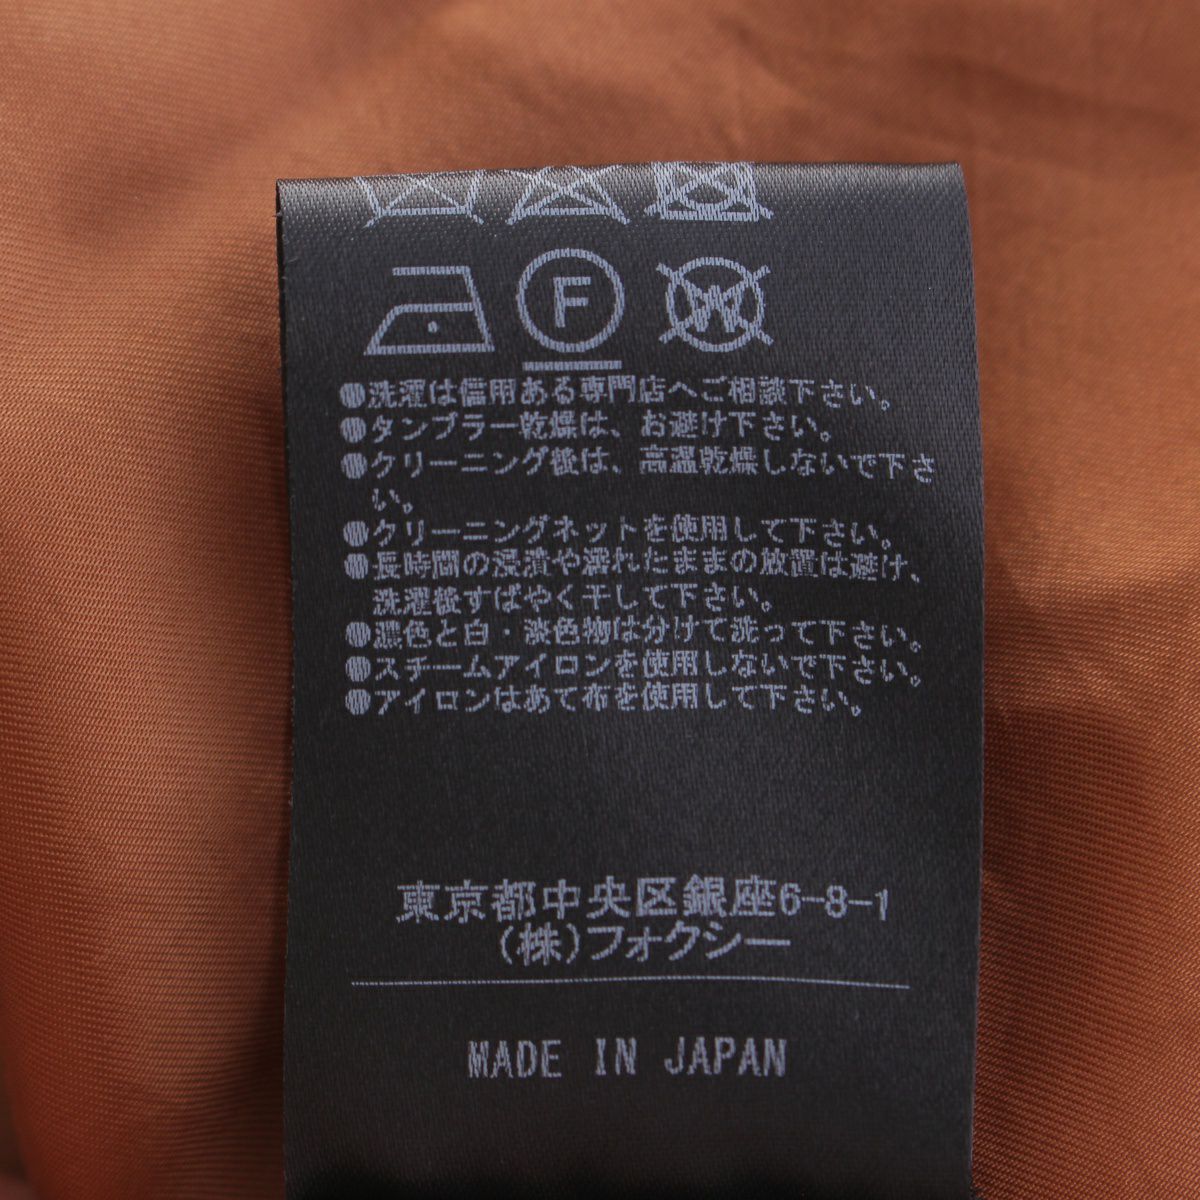 F
W
●洗濯は信用ある専門店へご相談下さい。
●タンブラー乾燥は、お避け下さい。
●クリーニング後は、高温乾燥しないで下さ
い。
●クリーニングネットを使用して下さい。
●長時間の浸漬や濡れたままの放置は避け、
洗濯後すばやく干して下さい。
●濃色と白・淡色物は分けて洗って下さい。
●スチームアイロンを使用しないで下さい。
●アイロンはあて布を使用して下さい。
東京都中央区銀座6-8-1
(株)フォクシー
MADE IN JAPAN